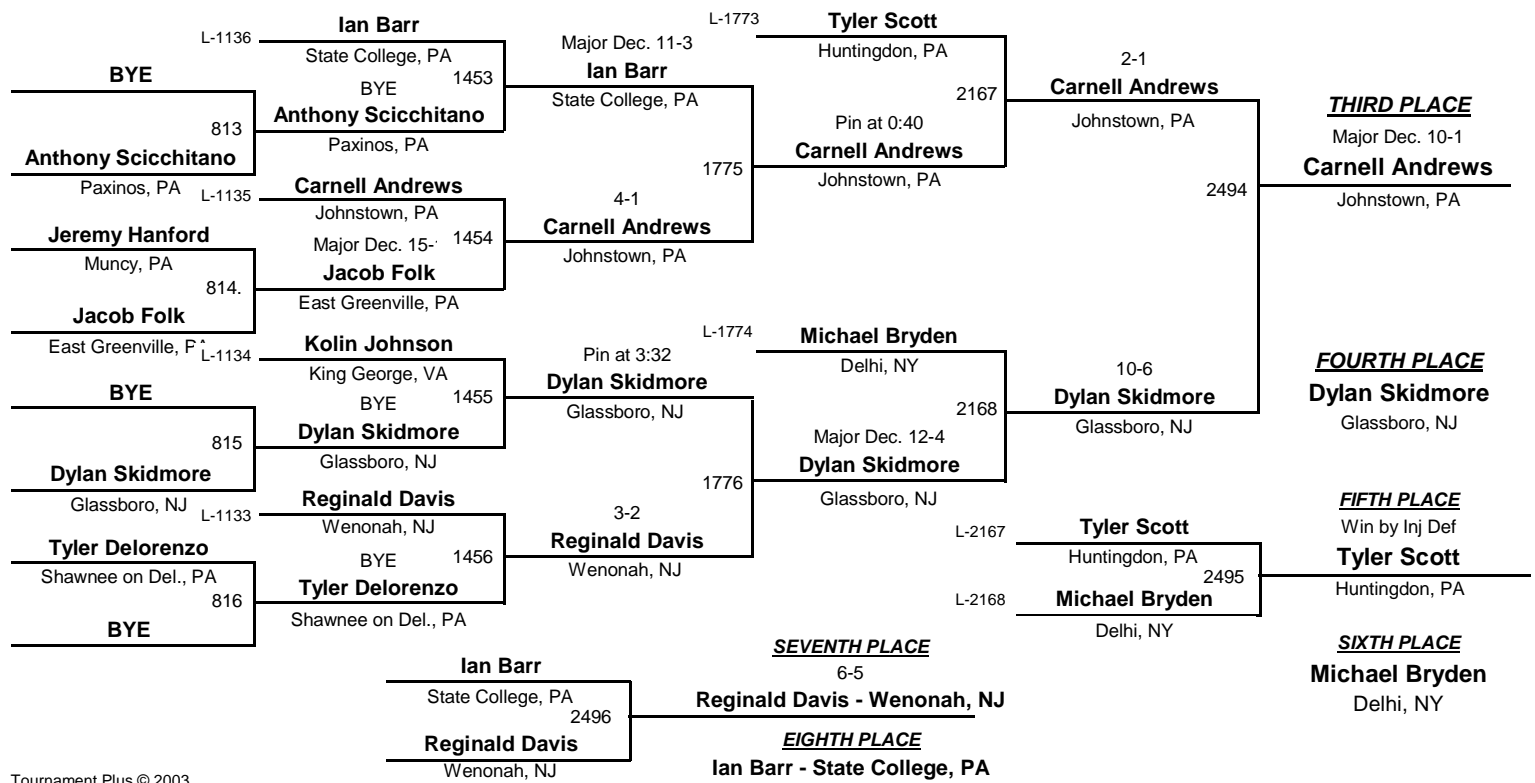 L-1136
Ian Barr
State College, PA
BYE
BYE
813
Anthony Scicchitano
Paxinos, PA
Anthony Scicchitano
Paxinos, PA
1453
L-1135
Carnell Andrews
Johnstown, PA
Jeremy Hanford
Muncy, PA
814.
Major Dec. 15-
1454
Jacob Folk
East Greenville, PA
Jacob Folk
East Greenville,
L-1134
Kolin Johnson
King George, VA
BYE
BYE
1455
815
Dylan Skidmore
Glassboro, NJ
Dylan Skidmore
Glassboro, NJ
L-1133
Reginald Davis
Wenonah, NJ
Tyler Delorenzo
Shawnee on Del., PA
BYE
1456
816
Tyler Delorenzo
Shawnee on Del., PA
BYE
Major Dec. 11-3
Ian Barr
State College, PA
1775
4-1
Carnell Andrews
Johnstown, PA
Pin at 3:32
Dylan Skidmore
Glassboro, NJ
1776
3-2
Reginald Davis
Wenonah, NJ
L-1773
Tyler Scott
Huntingdon, PA
2167
Pin at 0:40
Carnell Andrews
Johnstown, PA
L-1774
Michael Bryden
Delhi, NY
2168
Major Dec. 12-4
Dylan Skidmore
Glassboro, NJ
2-1
Carnell Andrews
Johnstown, PA
2494
10-6
Dylan Skidmore
Glassboro, NJ
THIRD PLACE
Major Dec. 10-1
Carnell Andrews
Johnstown, PA
FOURTH PLACE
Dylan Skidmore
Glassboro, NJ
L-2167
Tyler Scott
Huntingdon, PA
2495
L-2168
Michael Bryden
Delhi, NY
FIFTH PLACE
Win by Inj Def
Tyler Scott
Huntingdon, PA
SIXTH PLACE
Michael Bryden
Delhi, NY
Ian Barr
State College, PA
2496
Reginald Davis
Wenonah, NJ
SEVENTH PLACE
6-5
Reginald Davis - Wenonah, NJ
EIGHTH PLACE
Ian Barr - State College, PA
Tournament Plus © 2003